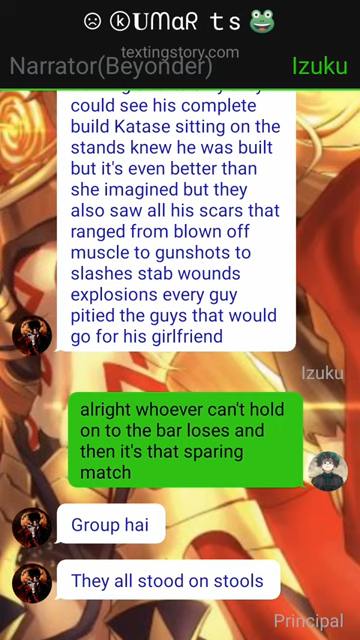 ☹ ⓚ𝐔ᗰᗩᖇ ㄒꌚ 🐸
textingstory.com
Narrator(Beyonder) Izuku
could see his complete
build Katase sitting on the
stands knew he was built
but it's even better than
she imagined but they
also saw all his scars that
ranged from blown off
muscle to gunshots to
slashes stab wounds
explosions every guy
pitied the guys that would
go for his girlfriend
Izuku
alright whoever can't hold
on to the bar loses and
then it's that sparing
match
Group hai
They all stood on stools
Principal